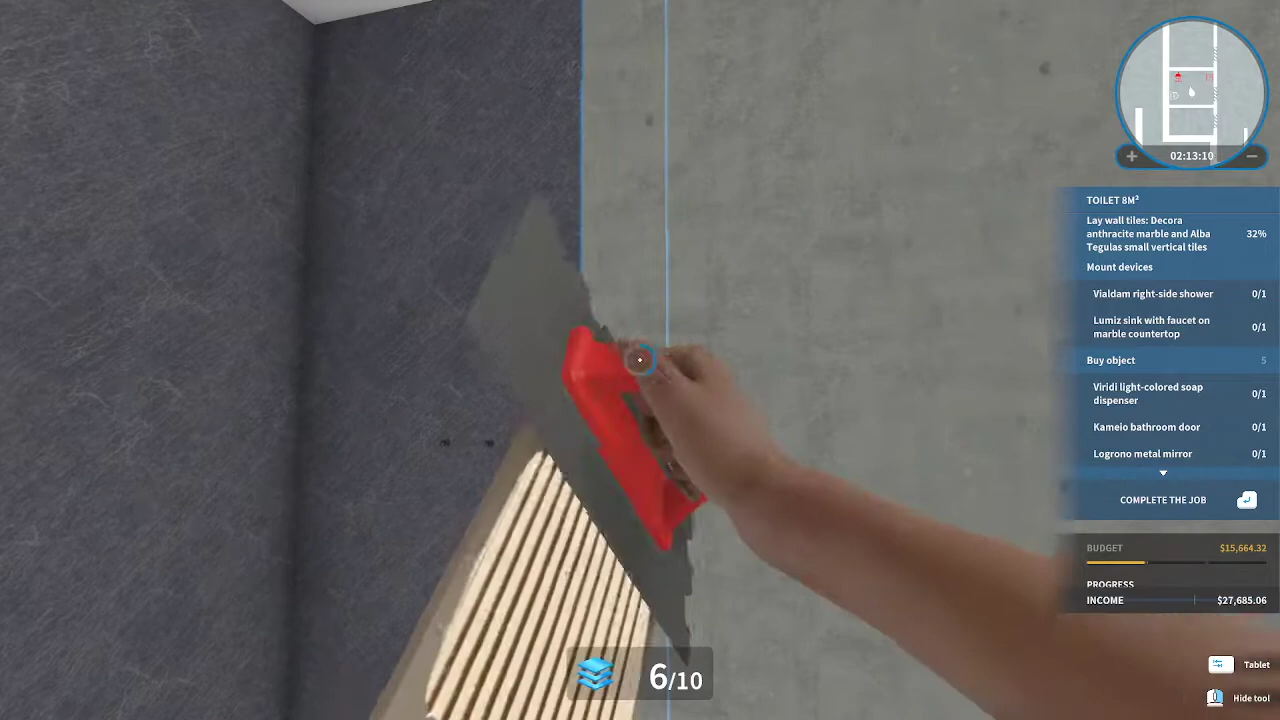 02:13:10
TOILET 8M²
Lay wall tiles: Decora
anthracite marble and Alba
Tegulas small vertical tiles
32%
Mount devices
Vialdam right-side shower 0/1
Lumiz sink with faucet on
marble countertop
0/1
Buy object 5
Viridi light-colored soap
dispenser
0/1
Kameio bathroom door 0/1
Logrono metal mirror 0/1
COMPLETE THE JOB
BUDGET $15,664.32
PROGRESS
INCOME $27,685.06
6/10
Tablet
Hide tool